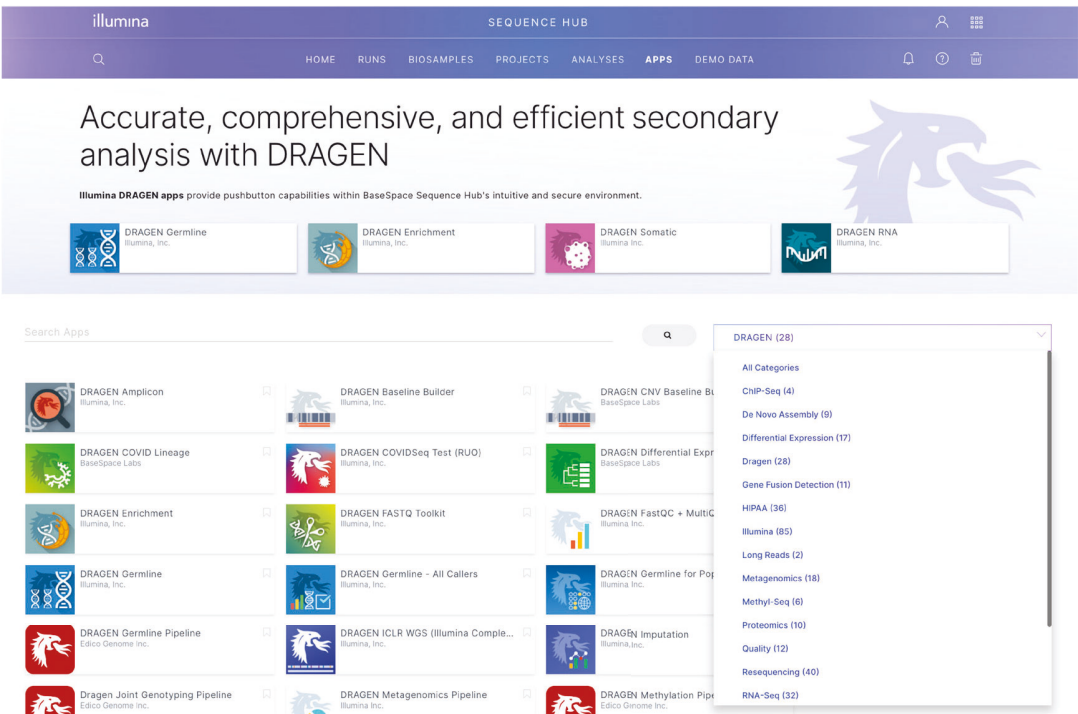 illumina
SEQUENCE HUB
HOME RUNS BIOSAMPLES PROJECTS ANALYSES APPS DEMO DATA
Accurate, comprehensive, and efficient secondary
analysis with DRAGEN
Illumina DRAGEN apps provide pushbutton capabilities within BaseSpace Sequence Hub's intuitive and secure environment.
DRAGEN Germline
Illumina, Inc.
DRAGEN Enrichment
Illumina, Inc.
DRAGEN Somatic
Illumina Inc.
DRAGEN RNA
Illumina, Inc.
Search Apps
DRAGEN (28)
DRAGEN Amplicon
Illumina, Inc.
DRAGEN Baseline Builder
Illumina, Inc.
DRAGEN CNV Baseline Bu
BaseSpace Labs
DRAGEN COVID Lineage
BaseSpace Labs
DRAGEN COVIDSeq Test (RUO)
Illumina, Inc.
DRAGEN Differential Expr
BaseSpace Labs
DRAGEN Enrichment
Illumina, Inc.
DRAGEN FASTQ Toolkit
Illumina, Inc.
DRAGEN FastQC + MultiQ
Illumina, Inc.
DRAGEN Germline
Illumina, Inc.
DRAGEN Germline - All Callers
Illumina, Inc.
DRAGEN Germline for Pop
Illumina, Inc.
DRAGEN Germline Pipeline
Edico Genome Inc.
DRAGEN ICLR WGS (Illumina Comple...
Illumina, Inc.
DRAGEN Imputation
Illumina, Inc.
Dragen Joint Genotyping Pipeline
Edico Genome Inc.
DRAGEN Metagenomics Pipeline
Illumina Inc.
DRAGEN Methylation Pipe
Edico Genome Inc.
All Categories
ChIP-Seq (4)
De Novo Assembly (9)
Differential Expression (17)
Dragen (28)
Gene Fusion Detection (11)
HIPAA (36)
Illumina (85)
Long Reads (2)
Metagenomics (18)
Methyl-Seq (6)
Proteomics (10)
Quality (12)
Resequencing (40)
RNA-Seq (32)